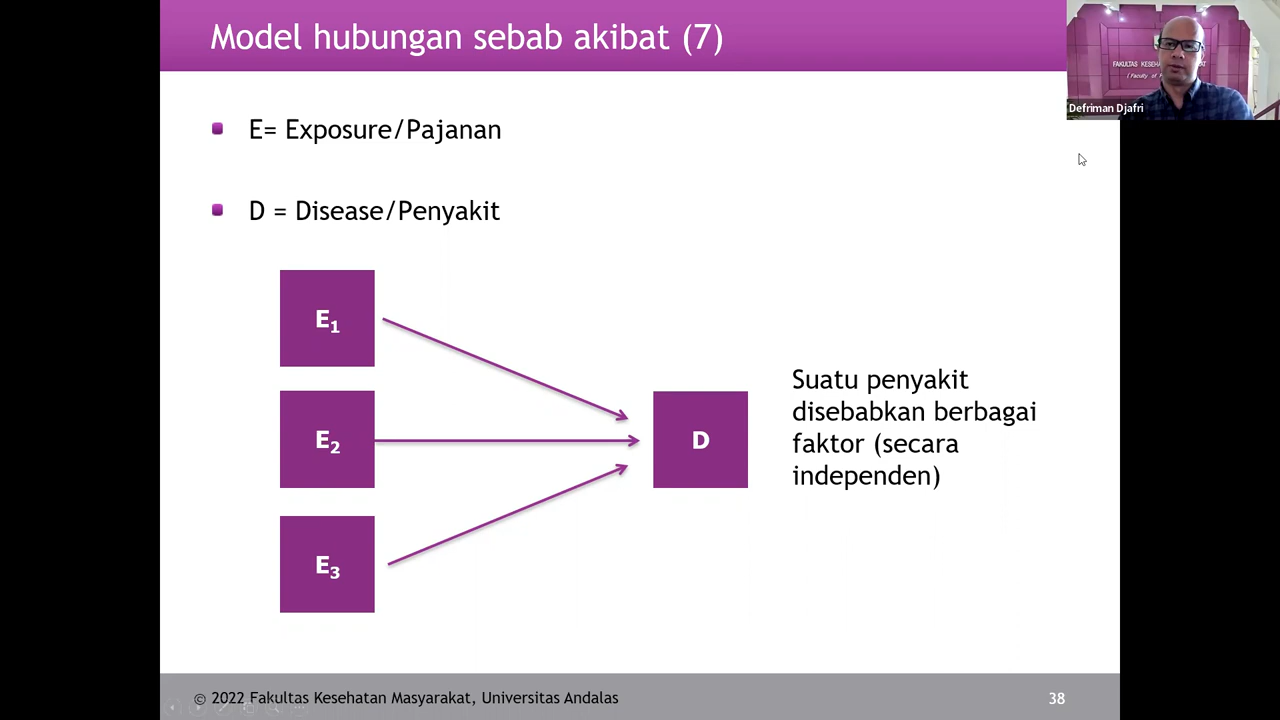 Model hubungan sebab akibat (7)
E= Exposure/Pajanan
D = Disease/Penyakit
E1
E2
E3
D
Suatu penyakit
disebabkan berbagai
faktor (secara
independen)
© 2022 Fakultas Kesehatan Masyarakat, Universitas Andalas
38
FAKULTAS
Defriman Djafri